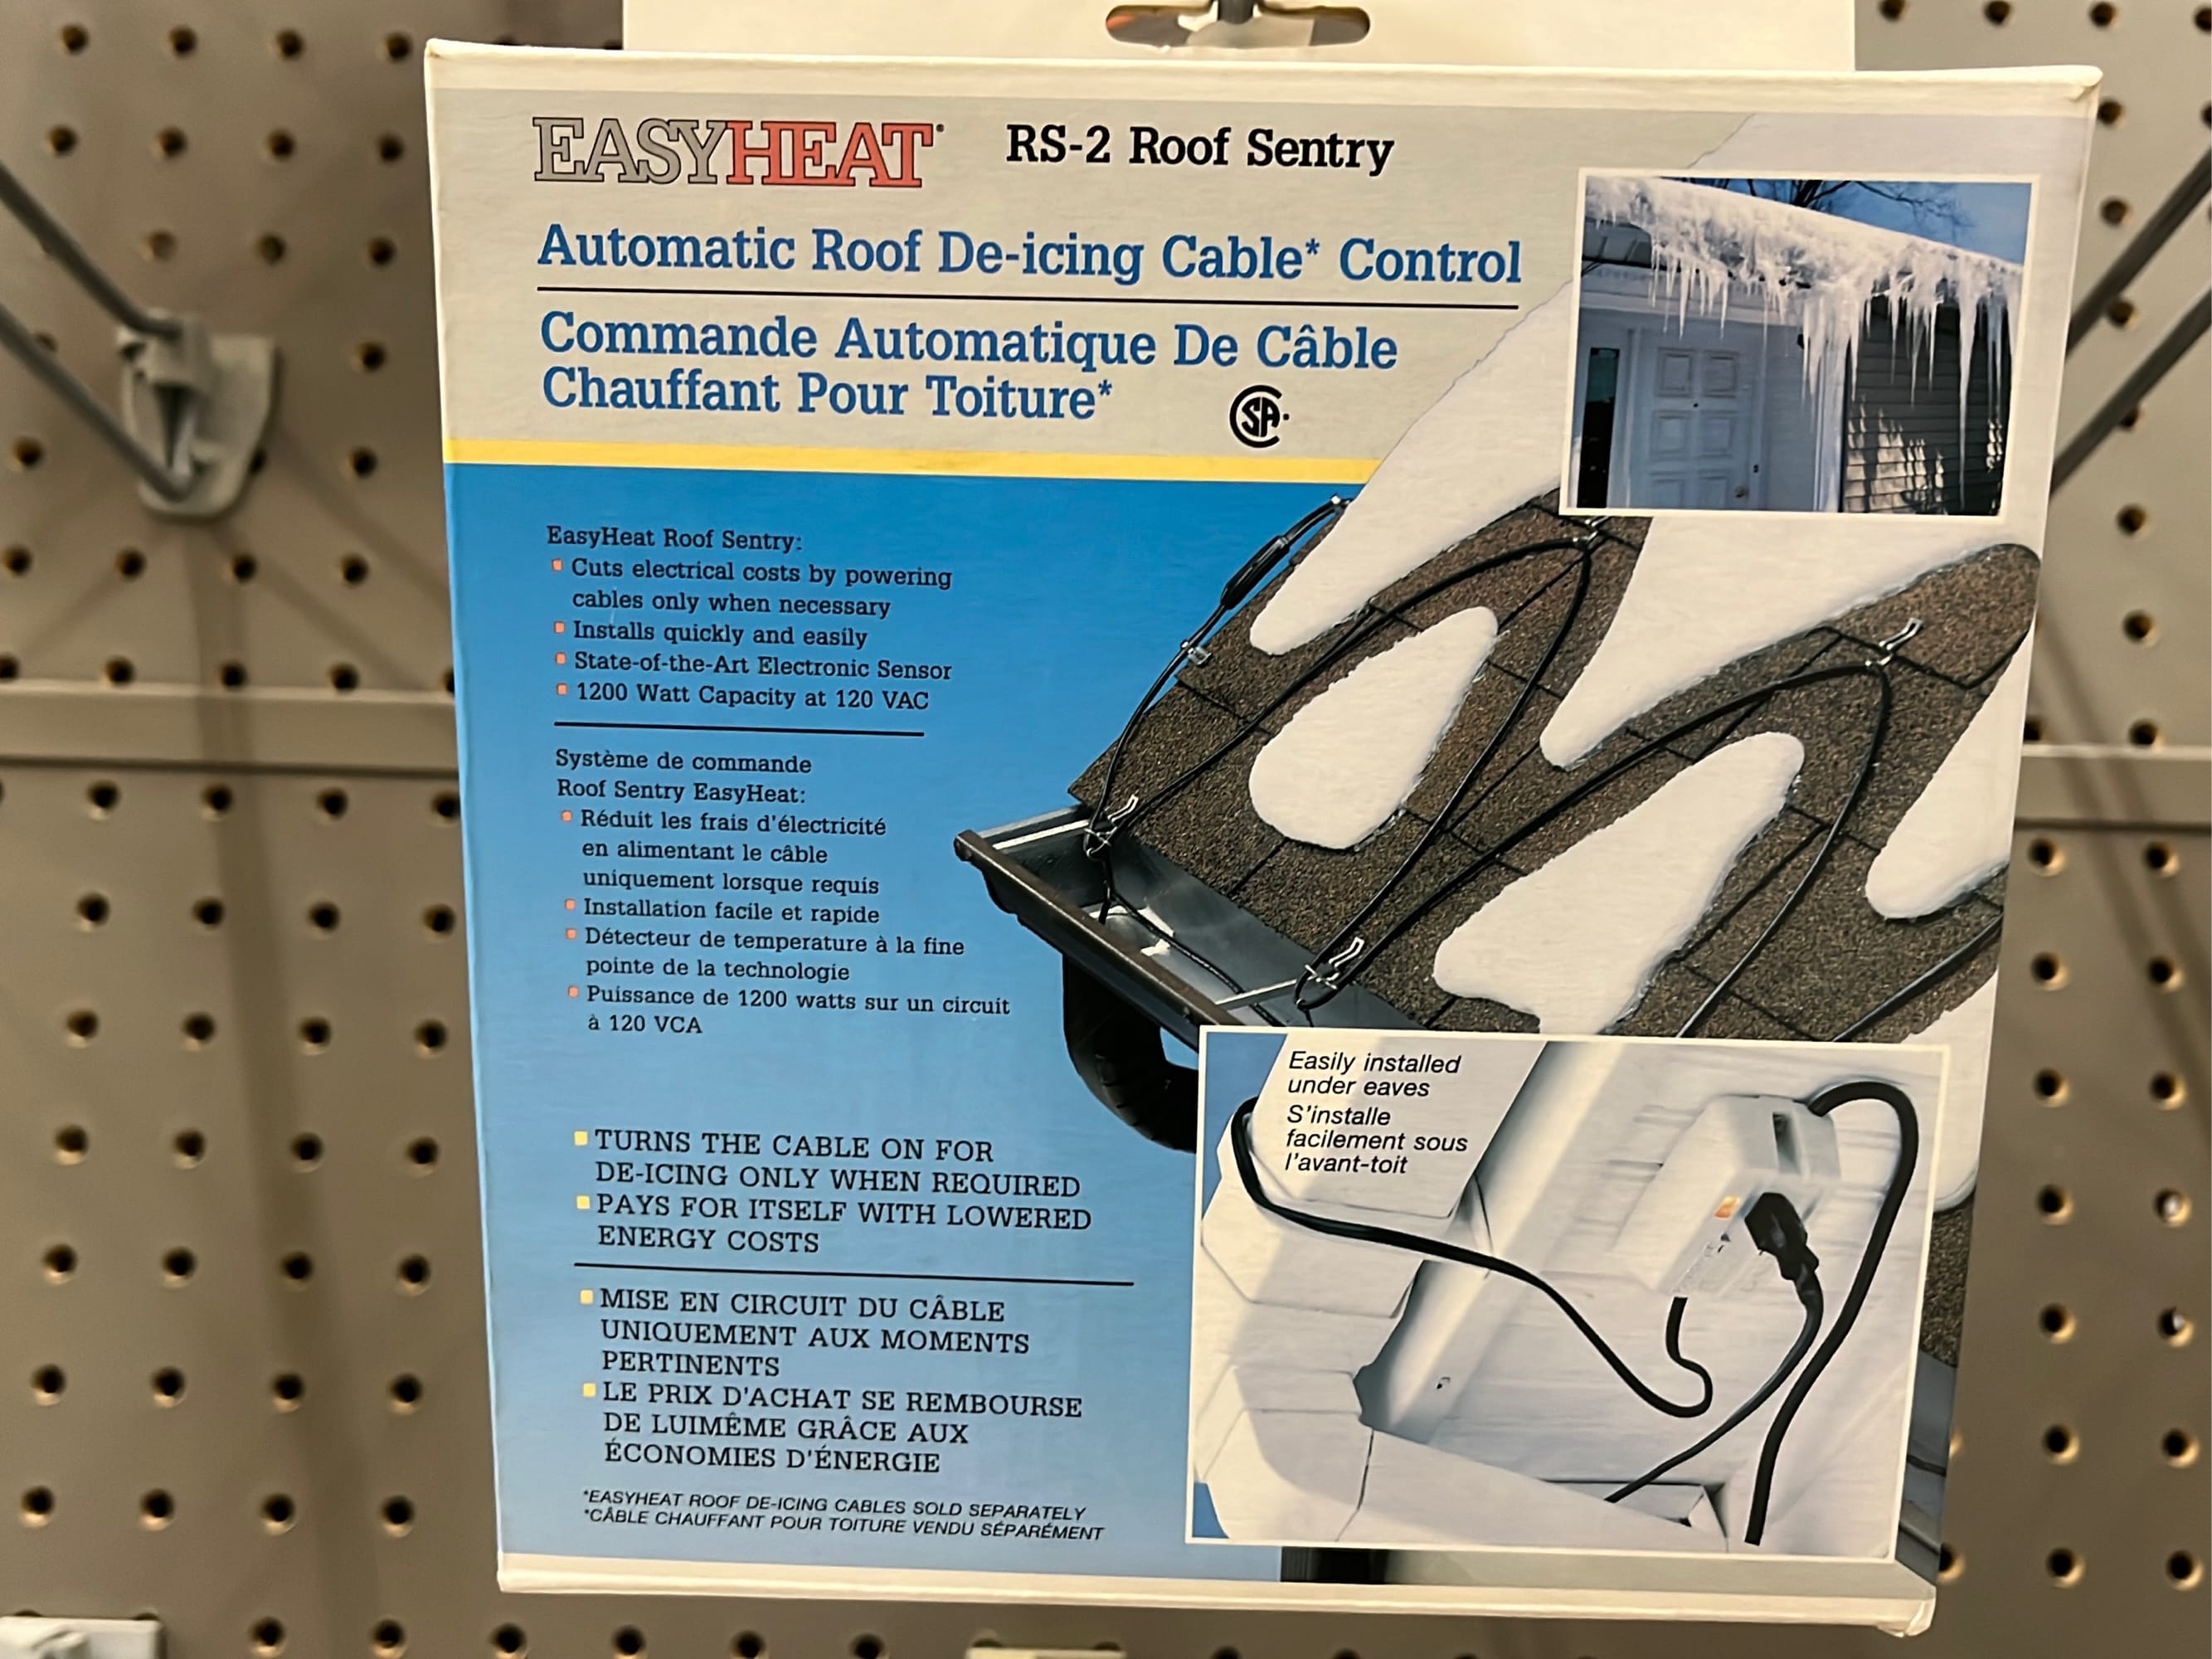 EASYHEAT® RS-2 Roof Sentry
Automatic Roof De-icing Cable* Control
Commande Automatique De Câble
Chauffant Pour Toiture*
EasyHeat Roof Sentry:
Cuts electrical costs by powering
cables only when necessary
Installs quickly and easily
State-of-the-Art Electronic Sensor
1200 Watt Capacity at 120 VAC
Système de commande
Roof Sentry EasyHeat:
Réduit les frais d'électricité
en alimentant le câble
uniquement lorsque requis
Installation facile et rapide
Détecteur de temperature à la fine
pointe de la technologie
Puissance de 1200 watts sur un circuit
à 120 VCA
TURNS THE CABLE ON FOR
DE-ICING ONLY WHEN REQUIRED
PAYS FOR ITSELF WITH LOWERED
ENERGY COSTS
MISE EN CIRCUIT DU CÂBLE
UNIQUEMENT AUX MOMENTS
PERTINENTS
LE PRIX D'ACHAT SE REMBOURSE
DE LUIMÊME GRÂCE AUX
ÉCONOMIES D'ÉNERGIE
*EASYHEAT ROOF DE-ICING CABLES SOLD SEPARATELY
*CÂBLE CHAUFFANT POUR TOITURE VENDU SÉPARÉMENT
Easily installed
under eaves
S'installe
facilement sous
l'avant-toit